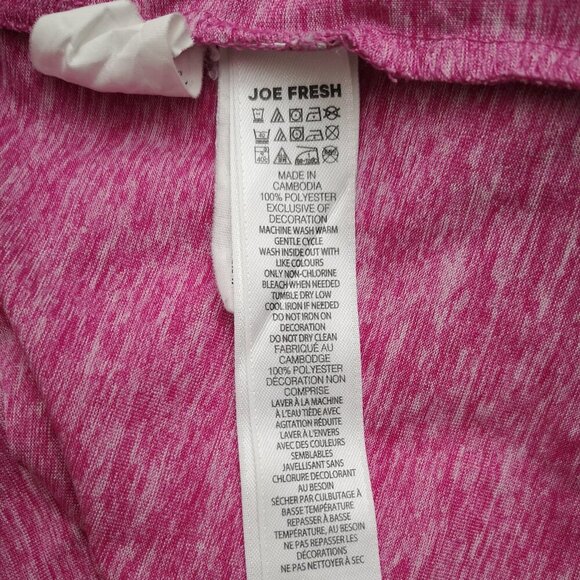 JOE FRESH
MADE IN
CAMBODIA
100% POLYESTER
EXCLUSIVE OF
DECORATION
MACHINE WASH WARM
GENTLE CYCLE
WASH INSIDE OUT WITH
LIKE COLOURS
ONLY NON-CHLORINE
BLEACH WHEN NEEDED
TUMBLE DRY LOW
COOL IRON IF NEEDED
DO NOT IRON ON
DECORATION
DO NOT DRY CLEAN
FABRIQUÉ AU
CAMBODGE
100% POLYESTER
DÉCORATION NON
COMPRISE
LAVER À LA MACHINE
À L'EAU TIÈDE AVEC
AGITATION RÉDUITE
LAVER À L'ENVERS
AVEC DES COULEURS
SEMBLABLES
JAVELLISANT SANS
CHLORURE DECOLORANT
AU BESOIN
SÉCHER PAR CULBUTAGE À
BASSE TEMPÉRATURE
REPASSER À BASSE
TEMPÉRATURE, AU BESOIN
NE PAS REPASSER LES
DÉCORATIONS
NE PAS NETTOYER À SEC